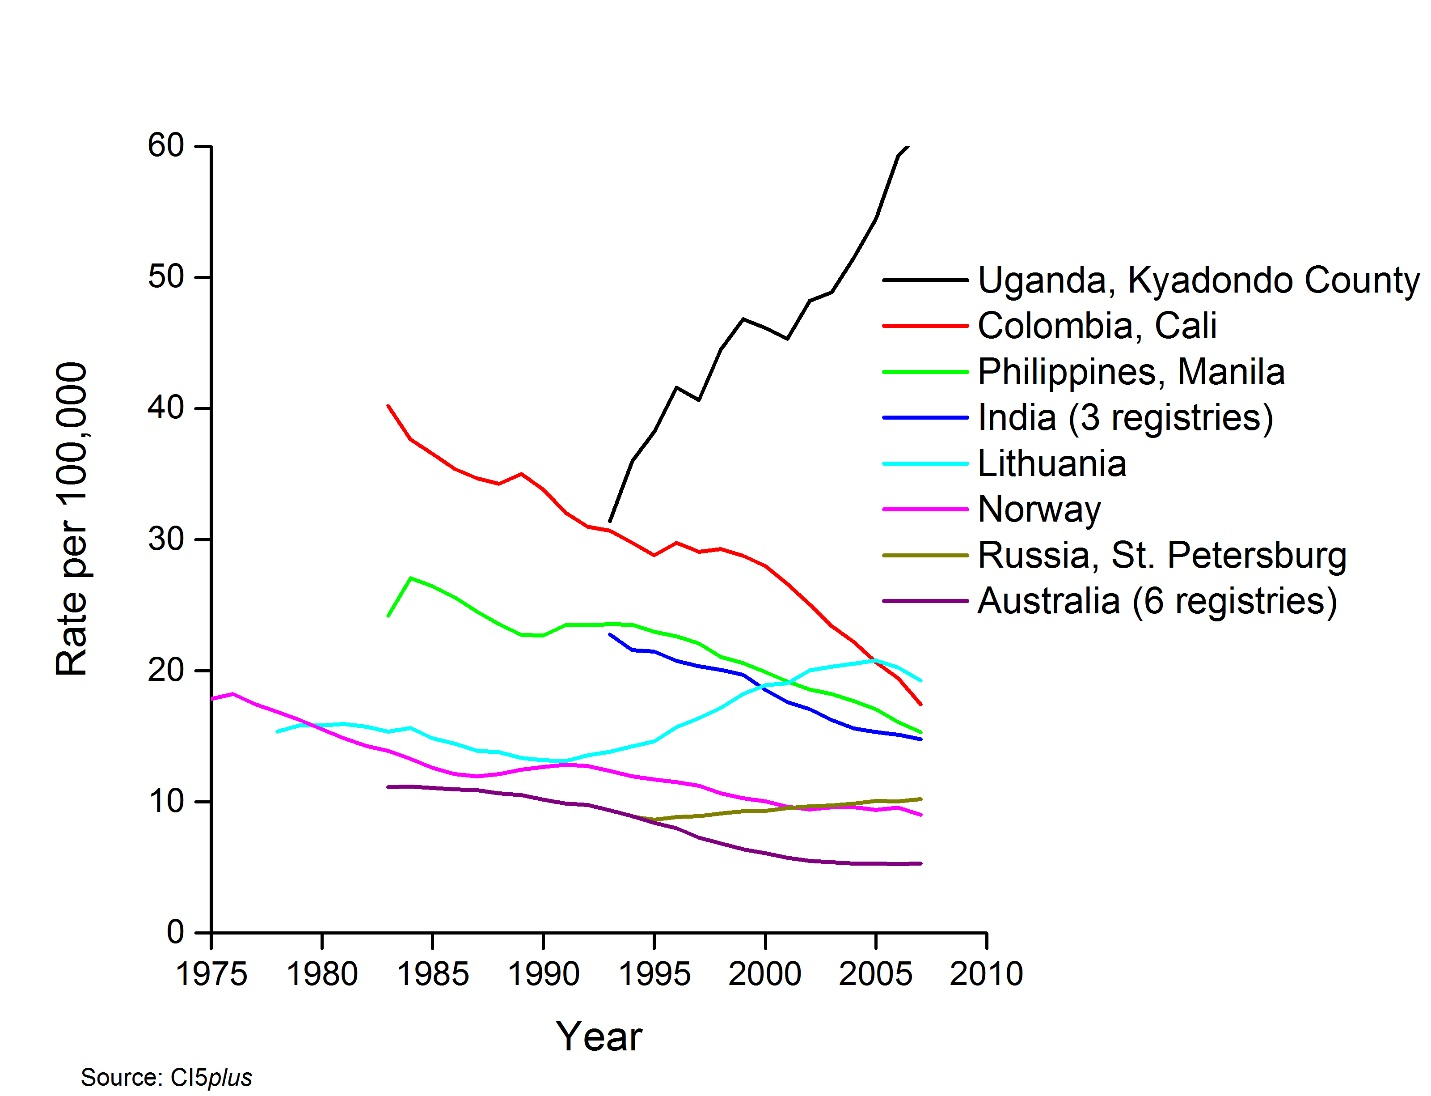 60
50
40
30
20
10
0
Rate per 100,000
1975 1980 1985 1990 1995 2000 2005 2010
Year
Uganda, Kyadondo County
Colombia, Cali
Philippines, Manila
India (3 registries)
Lithuania
Norway
Russia, St. Petersburg
Australia (6 registries)
Source: CI5plus